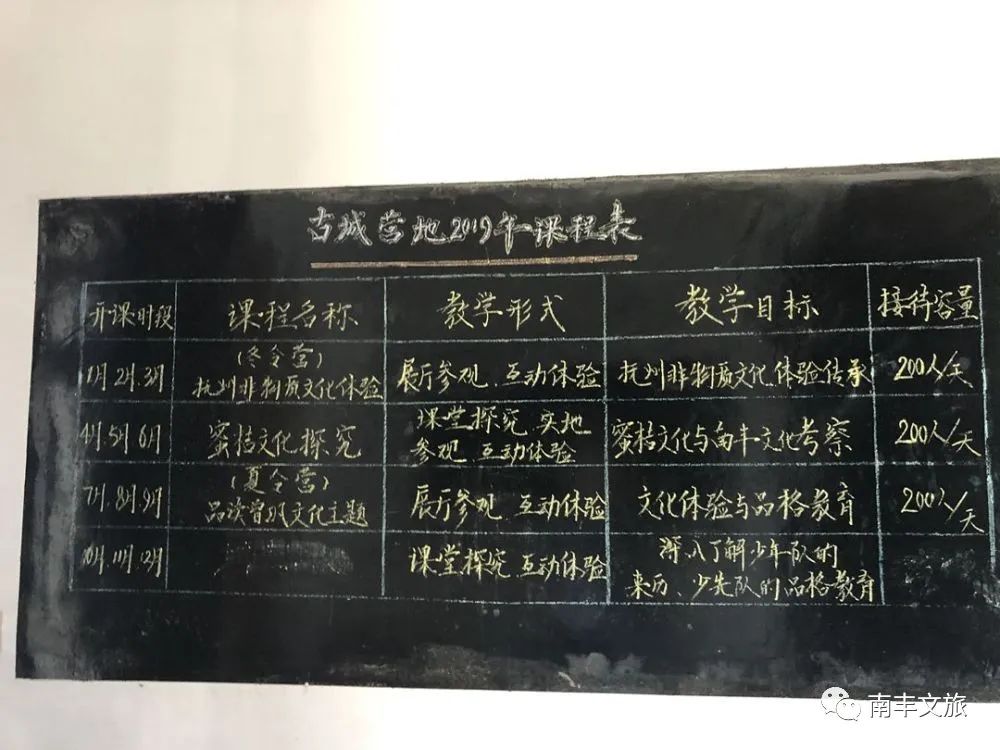 古城营地2019年课程表
开课时段 课程名称 教学形式 教学目标 接待容量
1月 2月 3月 (冬令营) 抚州非物质文化体验 展厅参观、互动体验 抚州非物质文化体验传承 200人/天
4月 5月 6月 蜜桔文化探究 课堂探究、实地
参观、互动体验 蜜桔文化与南丰文化考察 200人/天
7月 8月 9月 (夏令营) 品读曾巩文化主题 展厅参观、互动体验 文化体验与品格教育 200人/天
10月 11月 12月 课堂探究、互动体验 深入了解少年队的
来历、少先队的品格教育
南丰文旅